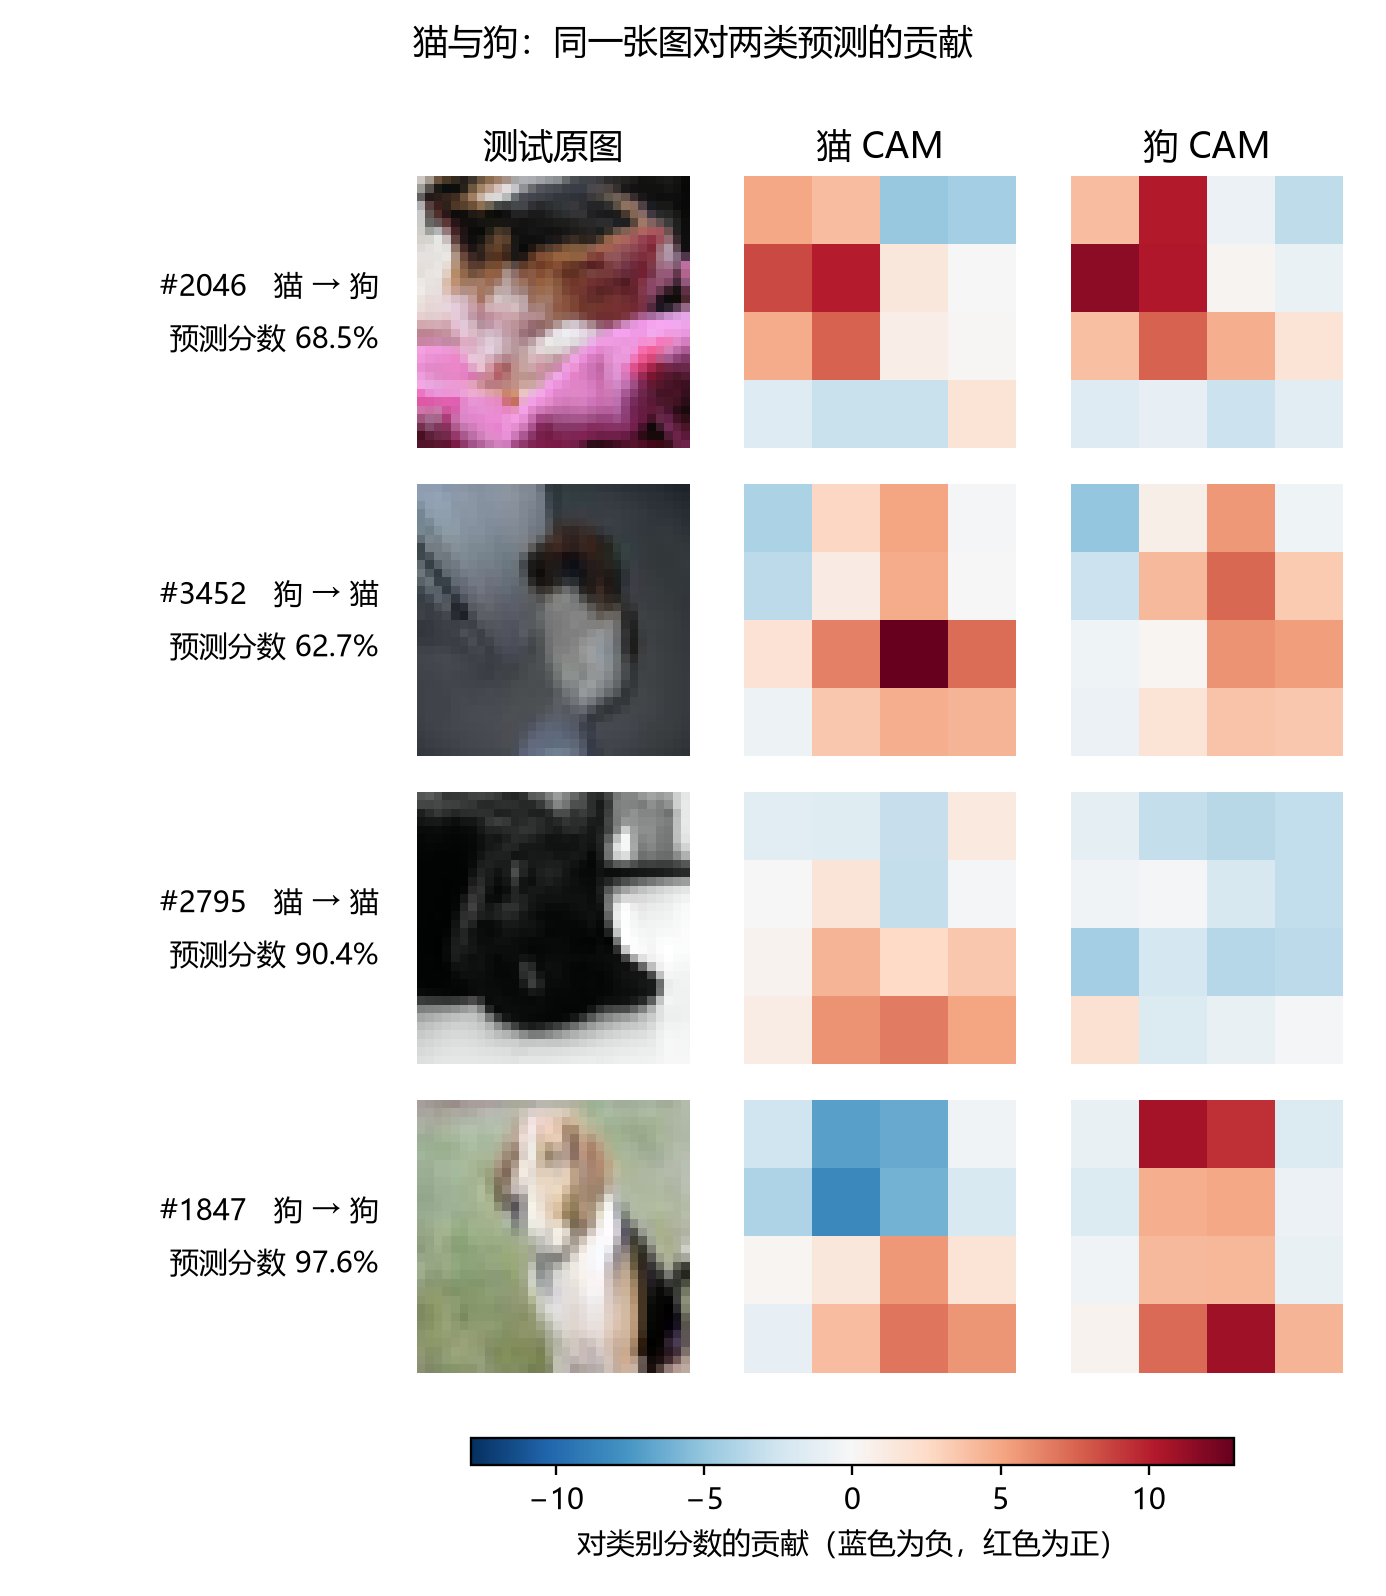 猫与狗：同一张图对两类预测的贡献
测试原图 猫 CAM 狗 CAM
#2046 猫 → 狗
预测分数 68.5%
#3452 狗 → 猫
预测分数 62.7%
#2795 猫 → 猫
预测分数 90.4%
#1847 狗 → 狗
预测分数 97.6%
−10 −5 0 5 10
对类别分数的贡献（蓝色为负，红色为正）